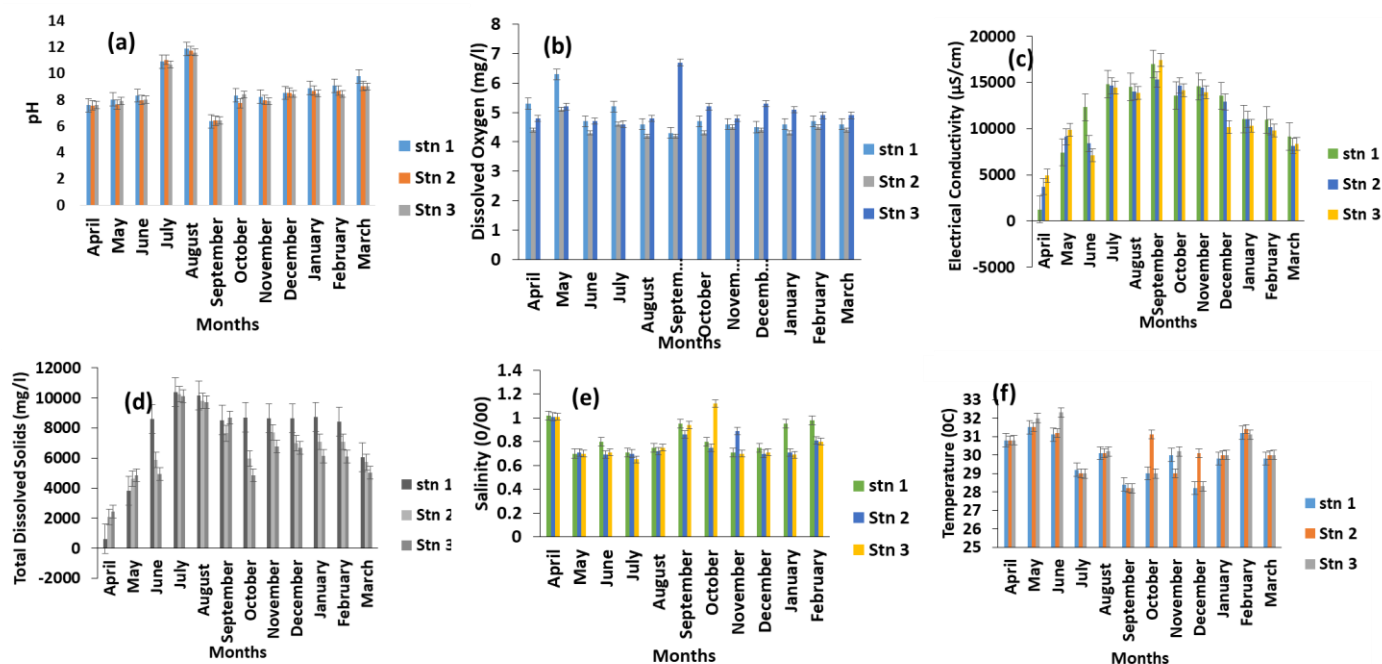 (a)
pH
14
12
10
8
6
4
2
0
April
May
June
July
August
September
October
November
December
January
February
March
Months
stn 1
Stn 2
Stn 3
(b)
Dissolved Oxygen (mg/l)
8
7
6
5
4
3
2
1
0
April
May
June
July
August
Septem...
October
Novem...
Decemb...
January
February
March
Months
stn 1
Stn 2
Stn 3
(c)
Electrical Conductivity (µS/cm)
20000
15000
10000
5000
0
-5000
April
May
June
July
August
September
October
November
December
January
February
March
Months
stn 1
Stn 2
Stn 3
(d)
Total Dissolved Solids (mg/l)
12000
10000
8000
6000
4000
2000
0
-2000
April
May
June
July
August
September
October
November
December
January
February
March
Months
stn 1
Stn 2
Stn 3
(e)
Salinity (0/00)
1.4
1.2
1
0.8
0.6
0.4
0.2
0
April
May
June
July
August
September
October
November
December
January
February
Months
stn 1
Stn 2
Stn 3
(f)
Temperature (0C)
33
32
31
30
29
28
27
26
25
April
May
June
July
August
September
October
November
December
January
February
March
Months
stn 1
Stn 2
Stn 3